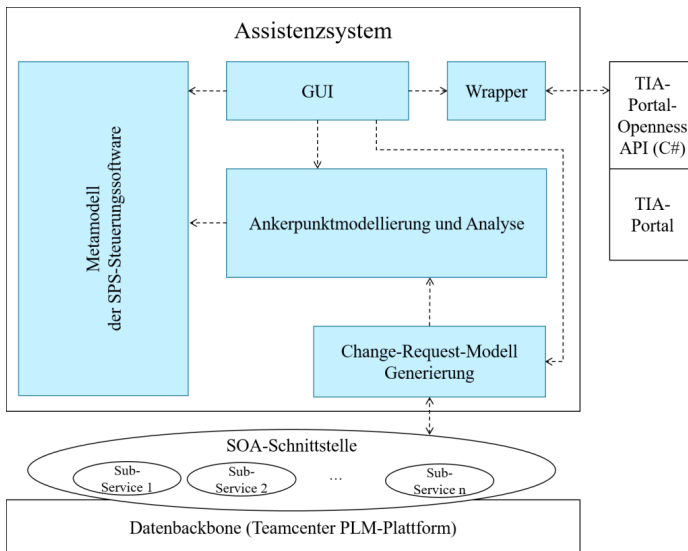 Assistenzsystem
GUI
Wrapper
TIA-
Portal-
Openness
API (C#)
Metamodell
der SPS-Steuerungssoftware
Ankerpunktmodellierung und Analyse
TIA-
Portal
Change-Request-Modell
Generierung
SOA-Schnittstelle
Sub-
Service 1
Sub-
Service 2
...
Sub-
Service n
Datenbackbone (Teamcenter PLM-Plattform)